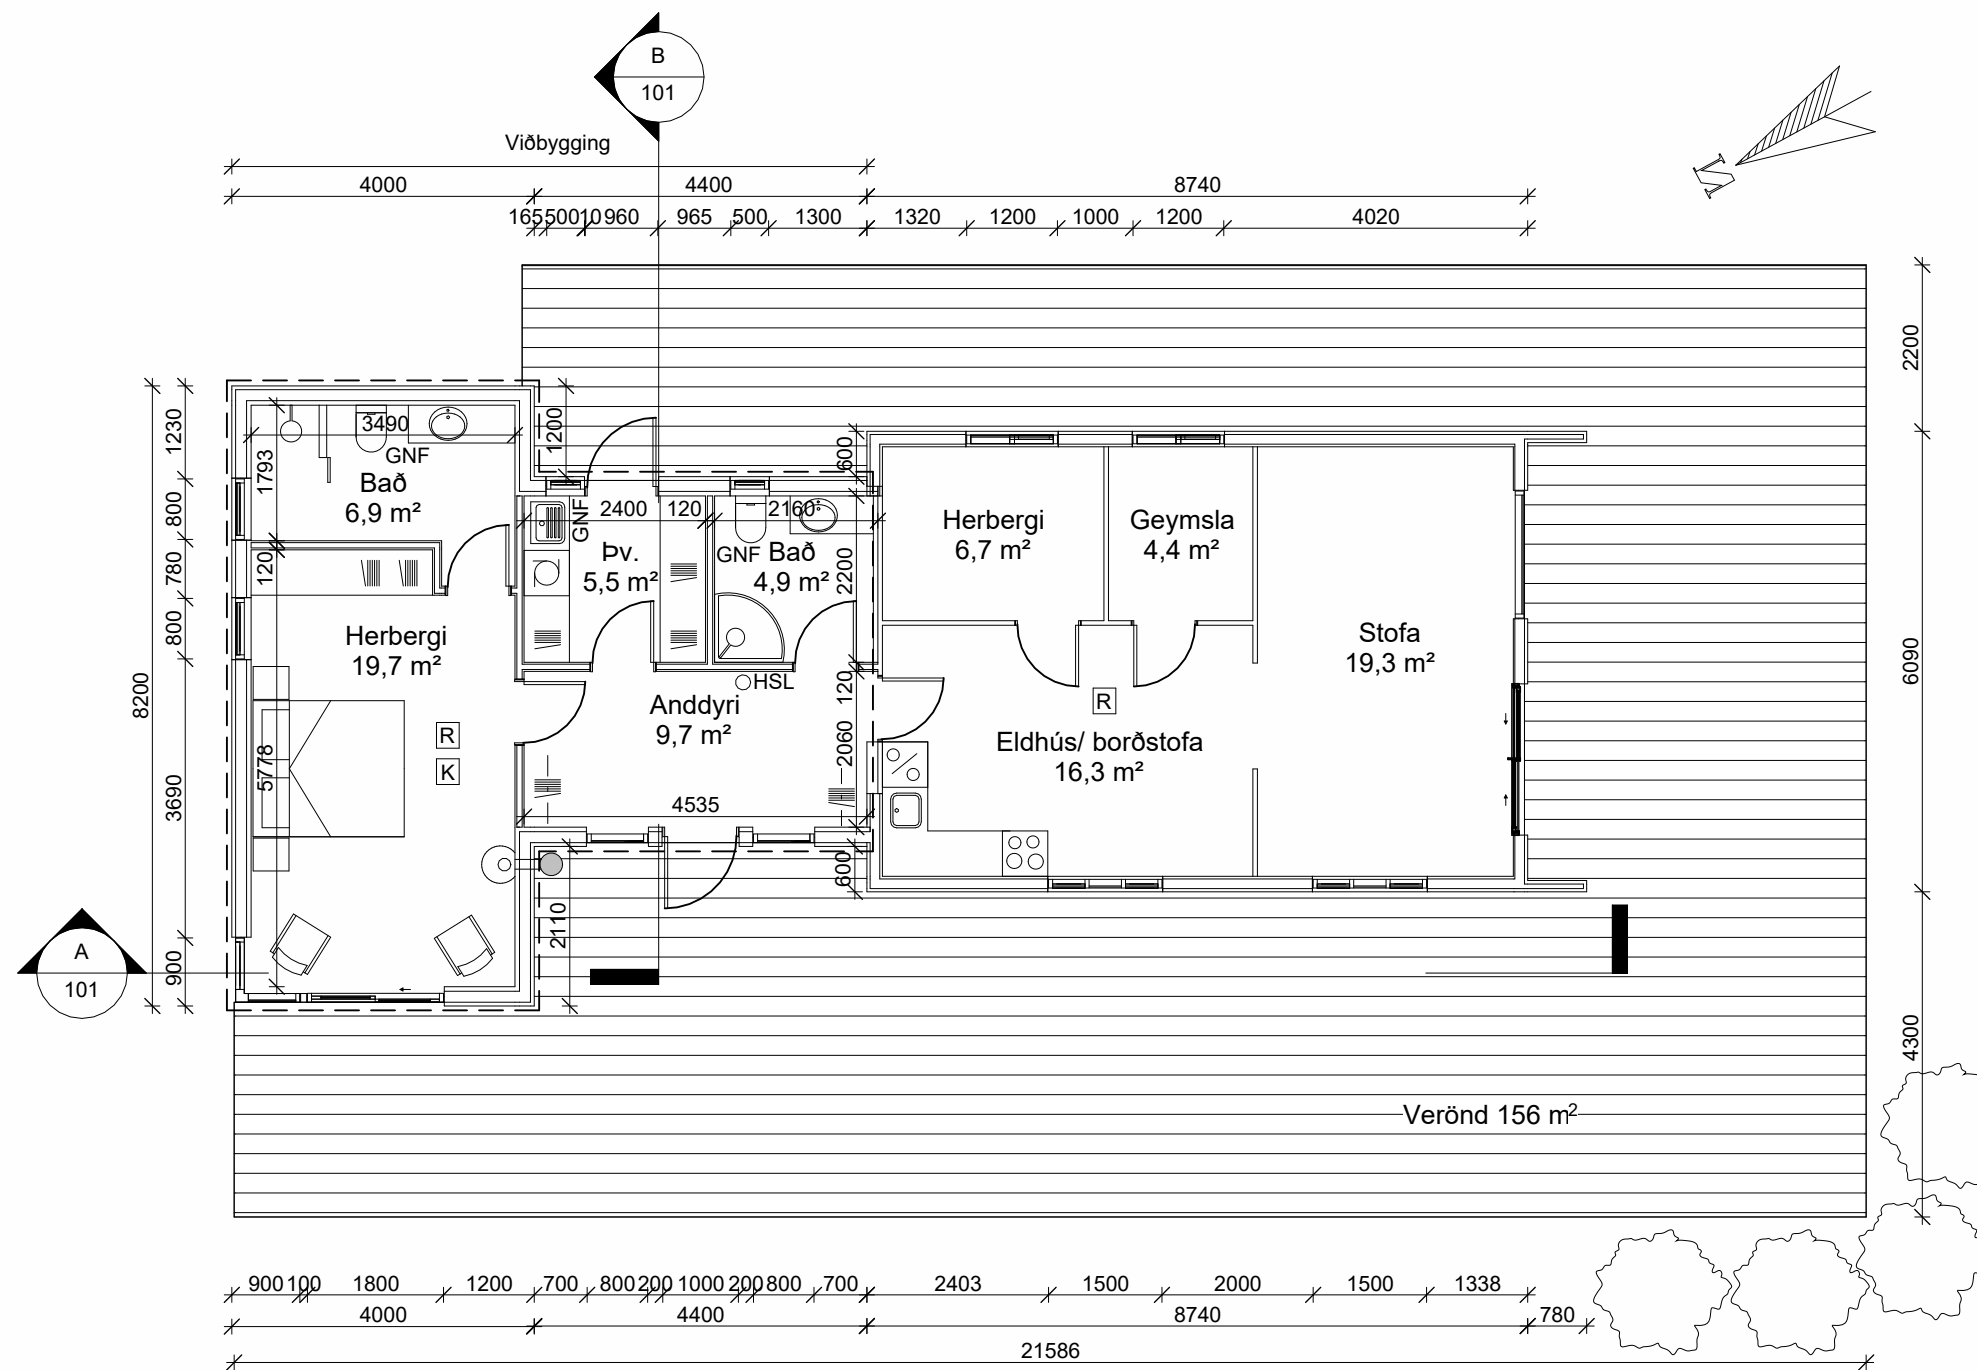 B
101
Viðbygging
4000 4400 8740
165 500 10 960 965 500 1300 1320 1200 1000 1200 4020
N
2200
6090
4300
8200
1230
800
780
800
3690
900
3490
1793
GNF
Bað
6,9 m²
120
1200
600
GNF
2400 120 2160
Þv.
5,5 m²
GNF Bað
4,9 m²
2200
Herbergi
6,7 m²
Geymsla
4,4 m²
Stofa
19,3 m²
Herbergi
19,7 m²
HSL
120
R
Anddyri
9,7 m²
R
K
5778
2060
Eldhús/ borðstofa
16,3 m²
4535
600
2110
A
101
Verönd 156 m²
900 100 1800 1200 700 800 200 1000 200 800 700 2403 1500 2000 1500 1338
4000 4400 8740 780
21586